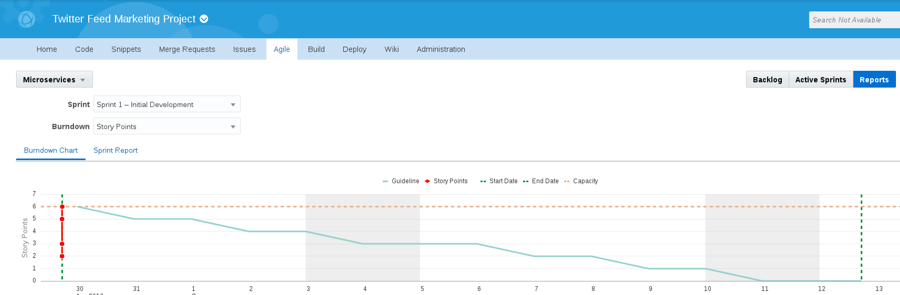 Twitter Feed Marketing Project
Search Not Available
Home Code Snippets Merge Requests Issues Agile Build Deploy Wiki Administration
Microservices
Backlog Active Sprints Reports
Sprint Sprint 1 – Initial Development
Burndown Story Points
Burndown Chart Sprint Report
Guideline Story Points Start Date End Date Capacity
Story Points
7
6
5
4
3
2
1
0
30 31 1 2 3 4 5 6 7 8 9 10 11 12 13